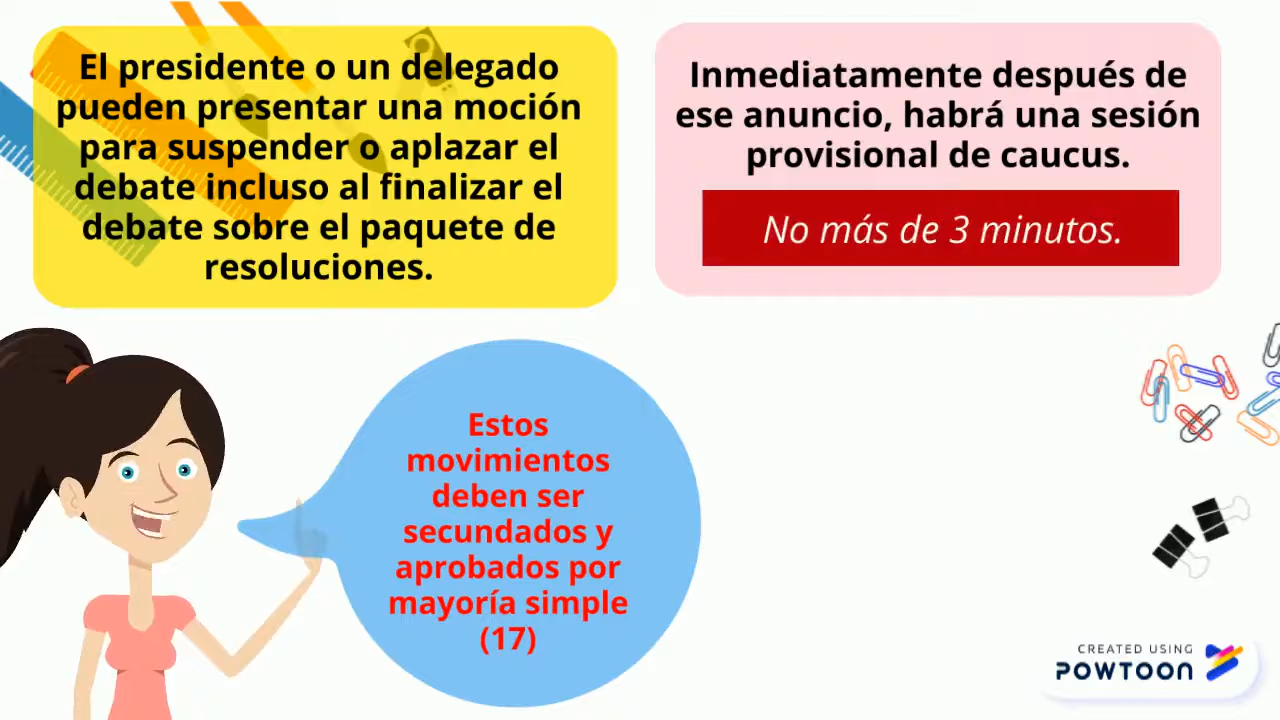 El presidente o un delegado
pueden presentar una moción
para suspender o aplazar el
debate incluso al finalizar el
debate sobre el paquete de
resoluciones.
Inmediatamente después de
ese anuncio, habrá una sesión
provisional de caucus.
No más de 3 minutos.
Estos
movimientos
deben ser
secundados y
aprobados por
mayoría simple
(17)
CREATED USING
POWTOON